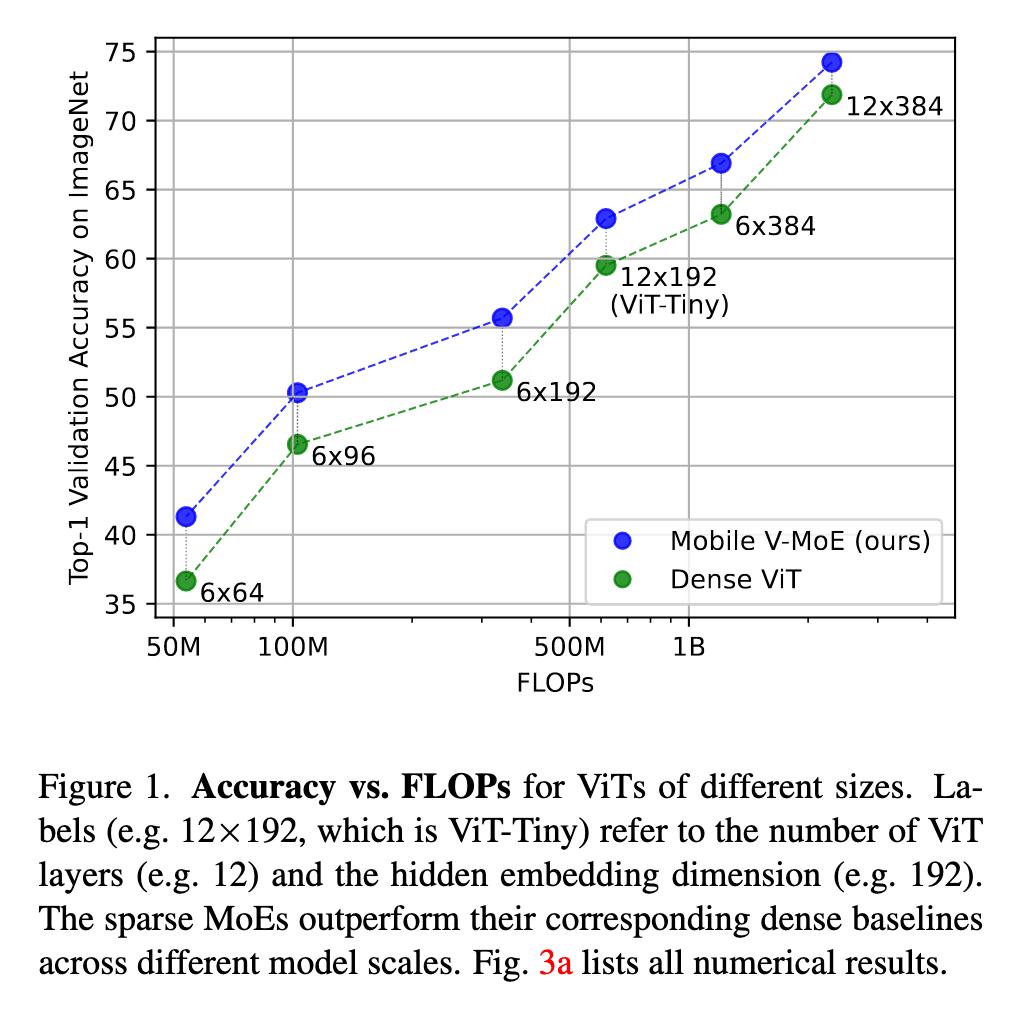 75
70
65
60
55
50
45
40
35
Top-1 Validation Accuracy on ImageNet
12x384
6x384
12x192
(ViT-Tiny)
6x192
6x96
6x64
Mobile V-MoE (ours)
Dense ViT
50M 100M 500M 1B
FLOPs
Figure 1. Accuracy vs. FLOPs for ViTs of different sizes. La-
bels (e.g. 12×192, which is ViT-Tiny) refer to the number of ViT
layers (e.g. 12) and the hidden embedding dimension (e.g. 192).
The sparse MoEs outperform their corresponding dense baselines
across different model scales. Fig. 3a lists all numerical results.